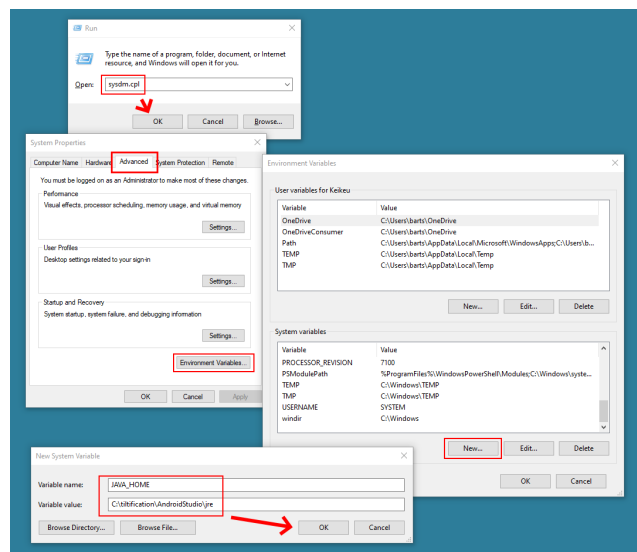 Run
Type the name of a program, folder, document, or Internet
resource, and Windows will open it for you.
Open: sysdm.cpl
OK Cancel Browse...
System Properties
Computer Name Hardware Advanced System Protection Remote
You must be logged on as an Administrator to make most of these changes.
Performance
Visual effects, processor scheduling, memory usage, and virtual memory
Settings...
User Profiles
Desktop settings related to your sign-in
Settings...
Startup and Recovery
System startup, system failure, and debugging information
Settings...
Environment Variables...
OK Cancel Apply
Environment Variables
User variables for Keikeu
Variable Value
OneDrive C:\Users\barts\OneDrive
OneDriveConsumer C:\Users\barts\OneDrive
Path C:\Users\barts\AppData\Local\Microsoft\WindowsApps;C:\Users\b...
TEMP C:\Users\barts\AppData\Local\Temp
TMP C:\Users\barts\AppData\Local\Temp
New... Edit... Delete
System variables
Variable Value
PROCESSOR_REVISION 7100
PSModulePath %ProgramFiles%\WindowsPowerShell\Modules;C:\Windows\syste...
TEMP C:\Windows\TEMP
TMP C:\Windows\TEMP
USERNAME SYSTEM
windir C:\Windows
New... Edit... Delete
OK Cancel
New System Variable
Variable name: JAVA_HOME
Variable value: C:\tiltification\AndroidStudio\jre
Browse Directory... Browse File... OK Cancel